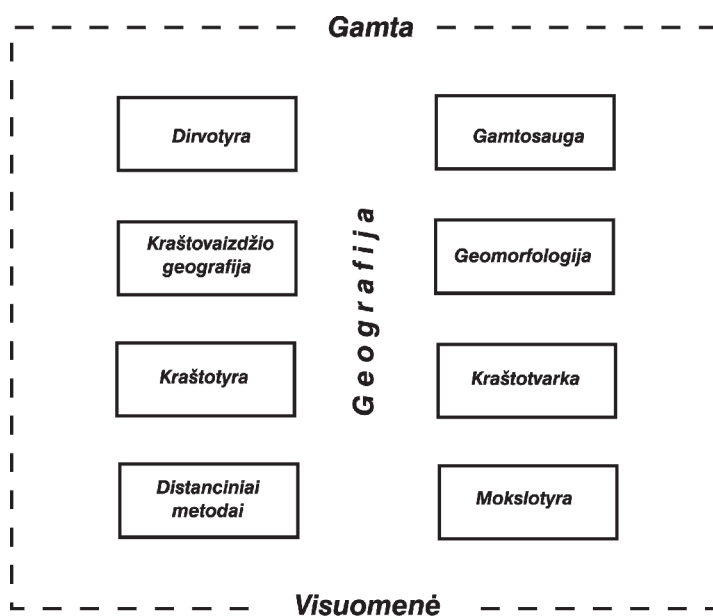 Gamta
Dirvotyra
Gamtosauga
Kraštovaizdžio
geografija
Geomorfologija
Geografija
Kraštotyra
Kraštotvarka
Distanciniai
metodai
Mokslotyra
Visuomenė